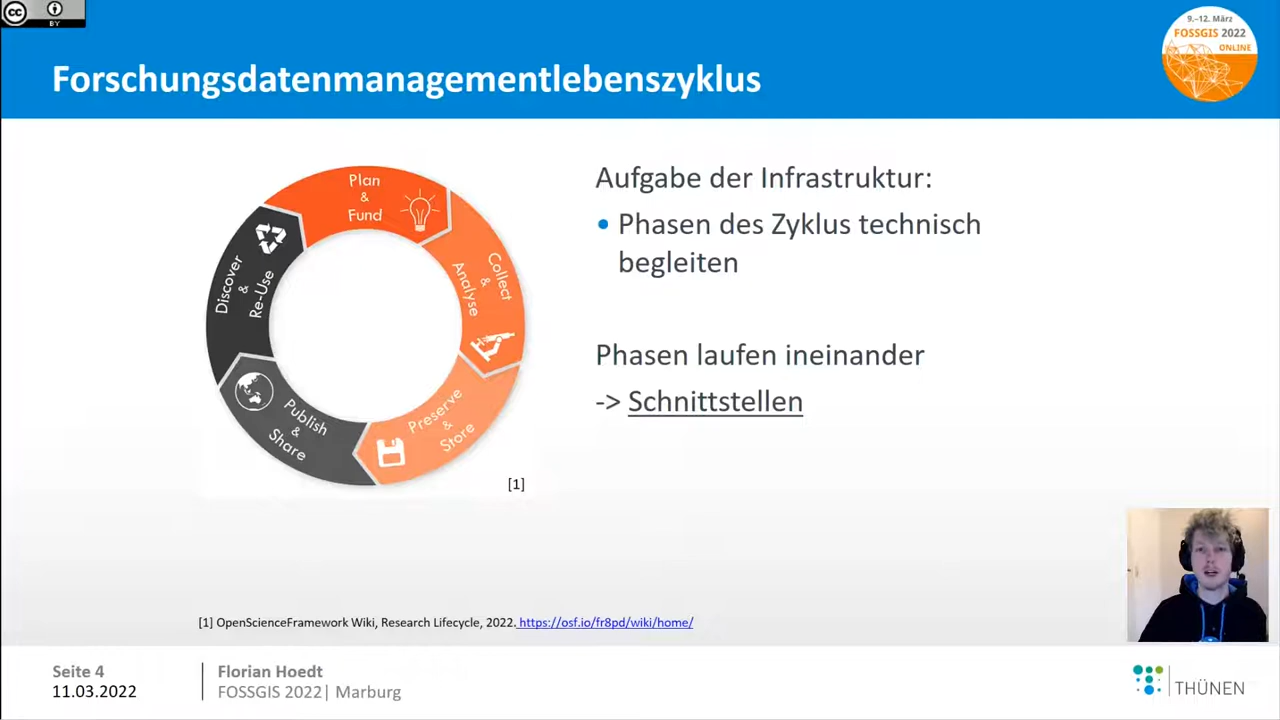 cc
BY
9.–12. März
FOSSGIS 2022
ONLINE
Forschungsdatenmanagementlebenszyklus
Plan
&
Fund
Collect
&
Analyse
Preserve
&
Store
Publish
&
Share
Discover
&
Re-Use
[1]
Aufgabe der Infrastruktur:
• Phasen des Zyklus technisch
begleiten
Phasen laufen ineinander
-> Schnittstellen
[1] OpenScienceFramework Wiki, Research Lifecycle, 2022. https://osf.io/fr8pd/wiki/home/
Seite 4
11.03.2022
Florian Hoedt
FOSSGIS 2022| Marburg
THÜNEN